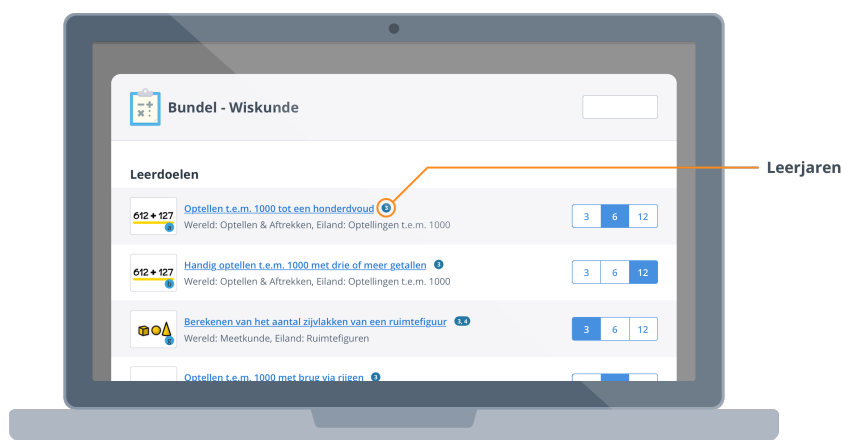 Bundel - Wiskunde
Leerjaren
Leerdoelen
612 + 127
a
Optellen t.e.m. 1000 tot een honderdvoud 3
Wereld: Optellen & Aftrekken, Eiland: Optellingen t.e.m. 1000
3 6 12
612 + 127
b
Handig optellen t.e.m. 1000 met drie of meer getallen 3
Wereld: Optellen & Aftrekken, Eiland: Optellingen t.e.m. 1000
3 6 12
g
Berekenen van het aantal zijvlakken van een ruimtefiguur 3, 4
Wereld: Meetkunde, Eiland: Ruimtefiguren
3 6 12
Optellen t.e.m. 1000 met brug via rijgen 3